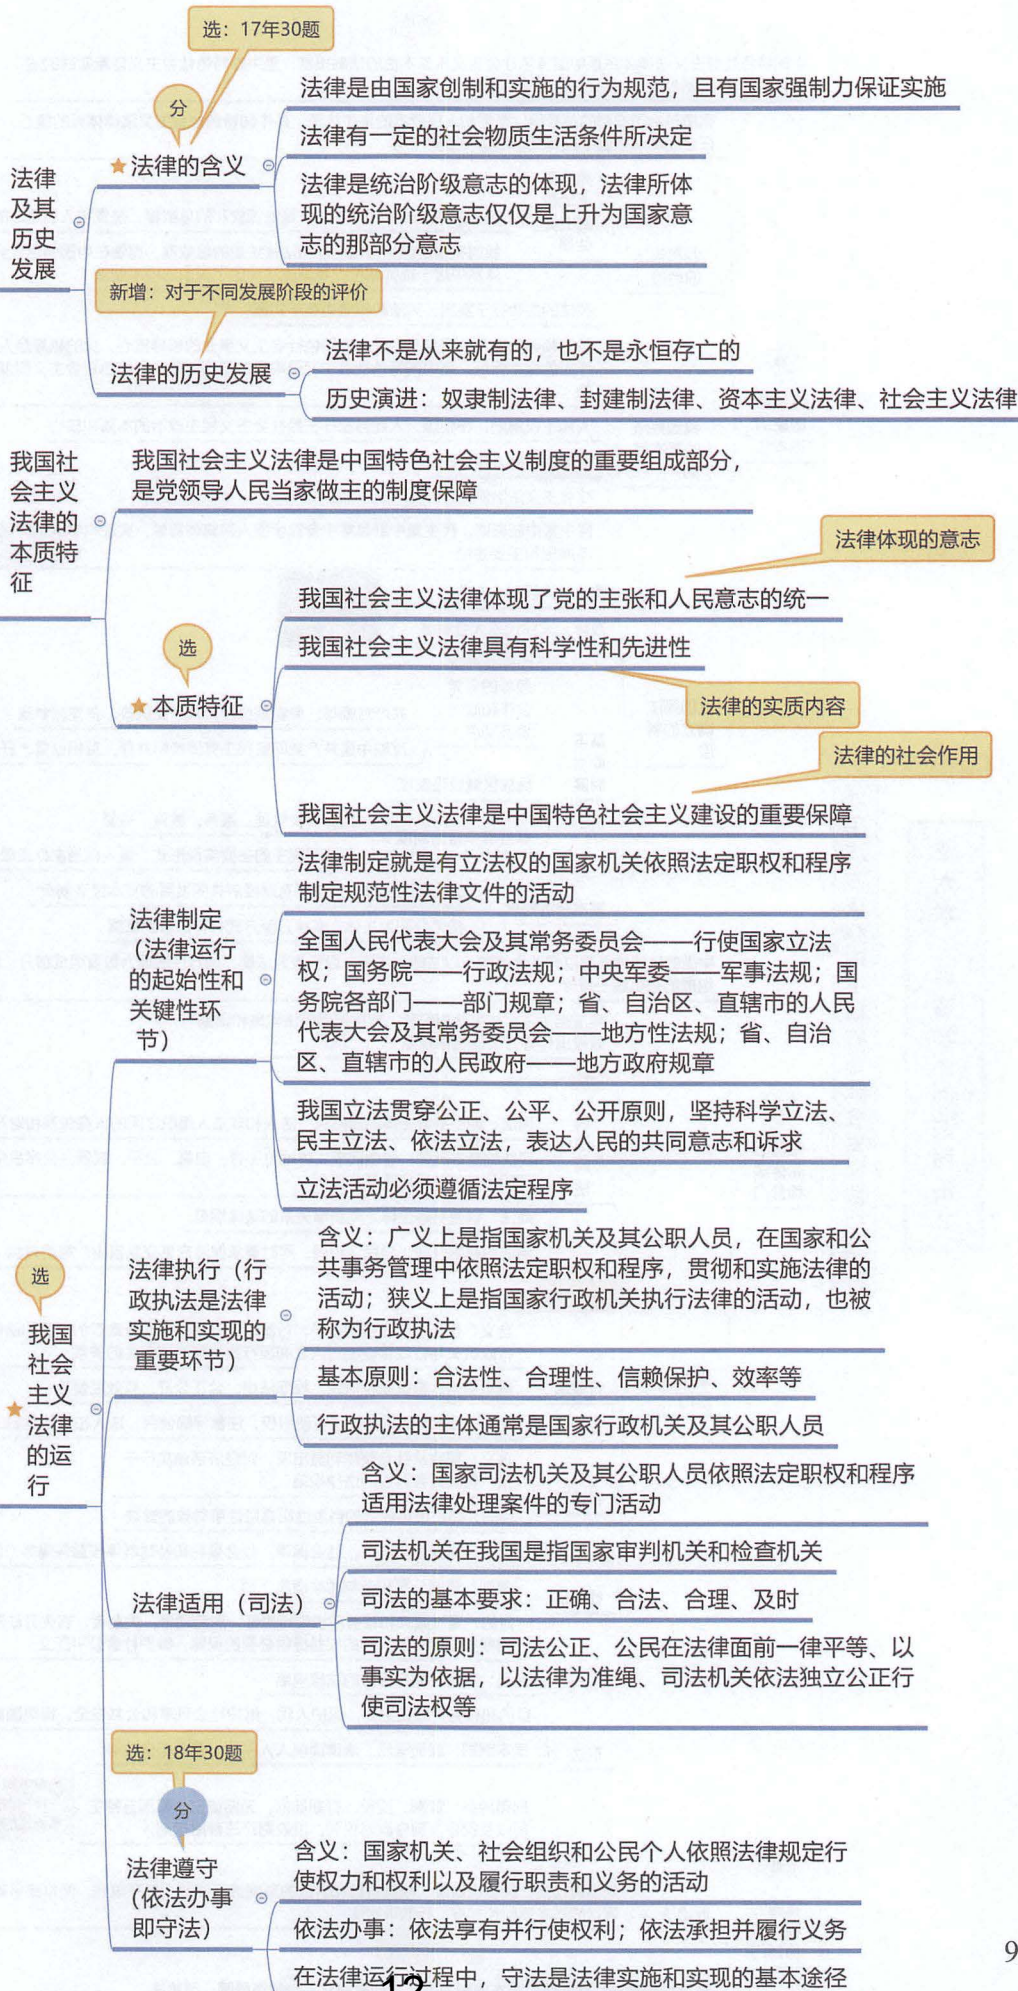 选：17年30题
分
法律是由国家创制和实施的行为规范，且有国家强制力保证实施
法律有一定的社会物质生活条件所决定
★法律的含义
法律是统治阶级意志的体现，法律所体
现的统治阶级意志仅仅是上升为国家意
志的那部分意志
法律
及其
历史
发展
新增：对于不同发展阶段的评价
法律的历史发展
法律不是从来就有的，也不是永恒存亡的
历史演进：奴隶制法律、封建制法律、资本主义法律、社会主义法律
我国社
会主义
法律的
本质特
征
我国社会主义法律是中国特色社会主义制度的重要组成部分，
是党领导人民当家做主的制度保障
法律体现的意志
我国社会主义法律体现了党的主张和人民意志的统一
选
我国社会主义法律具有科学性和先进性
★本质特征
法律的实质内容
法律的社会作用
我国社会主义法律是中国特色社会主义建设的重要保障
法律制定
（法律运行
的起始性和
关键性环
节）
法律制定就是有立法权的国家机关依照法定职权和程序
制定规范性法律文件的活动
全国人民代表大会及其常务委员会——行使国家立法
权；国务院——行政法规；中央军委——军事法规；国
务院各部门——部门规章；省、自治区、直辖市的人民
代表大会及其常务委员会——地方性法规；省、自治
区、直辖市的人民政府——地方政府规章
我国立法贯穿公正、公平、公开原则，坚持科学立法、
民主立法、依法立法，表达人民的共同意志和诉求
立法活动必须遵循法定程序
选
★
我国
社会
主义
法律
的运
行
法律执行（行
政执法是法律
实施和实现的
重要环节）
含义：广义上是指国家机关及其公职人员，在国家和公
共事务管理中依照法定职权和程序，贯彻和实施法律的
活动；狭义上是指国家行政机关执行法律的活动，也被
称为行政执法
基本原则：合法性、合理性、信赖保护、效率等
行政执法的主体通常是国家行政机关及其公职人员
法律适用（司法）
含义：国家司法机关及其公职人员依照法定职权和程序
适用法律处理案件的专门活动
司法机关在我国是指国家审判机关和检查机关
司法的基本要求：正确、合法、合理、及时
司法的原则：司法公正、公民在法律面前一律平等、以
事实为依据，以法律为准绳、司法机关依法独立公正行
使司法权等
选：18年30题
分
法律遵守
（依法办事
即守法）
含义：国家机关、社会组织和公民个人依照法律规定行
使权力和权利以及履行职责和义务的活动
依法办事：依法享有并行使权利；依法承担并履行义务
在法律运行过程中，守法是法律实施和实现的基本途径
9
12